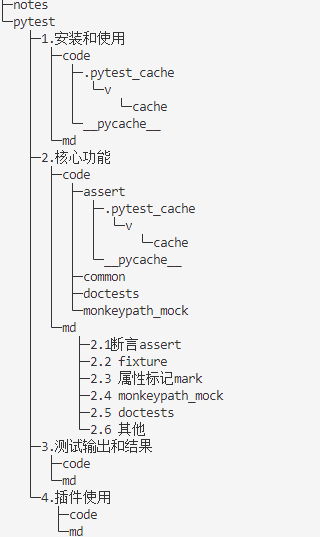 notes
pytest
1.安装和使用
code
.pytest_cache
v
cache
__pycache__
md
2.核心功能
code
assert
.pytest_cache
v
cache
__pycache__
common
doctests
monkeypath_mock
md
2.1断言assert
2.2 fixture
2.3 属性标记mark
2.4 monkeypath_mock
2.5 doctests
2.6 其他
3.测试输出和结果
code
md
4.插件使用
code
md